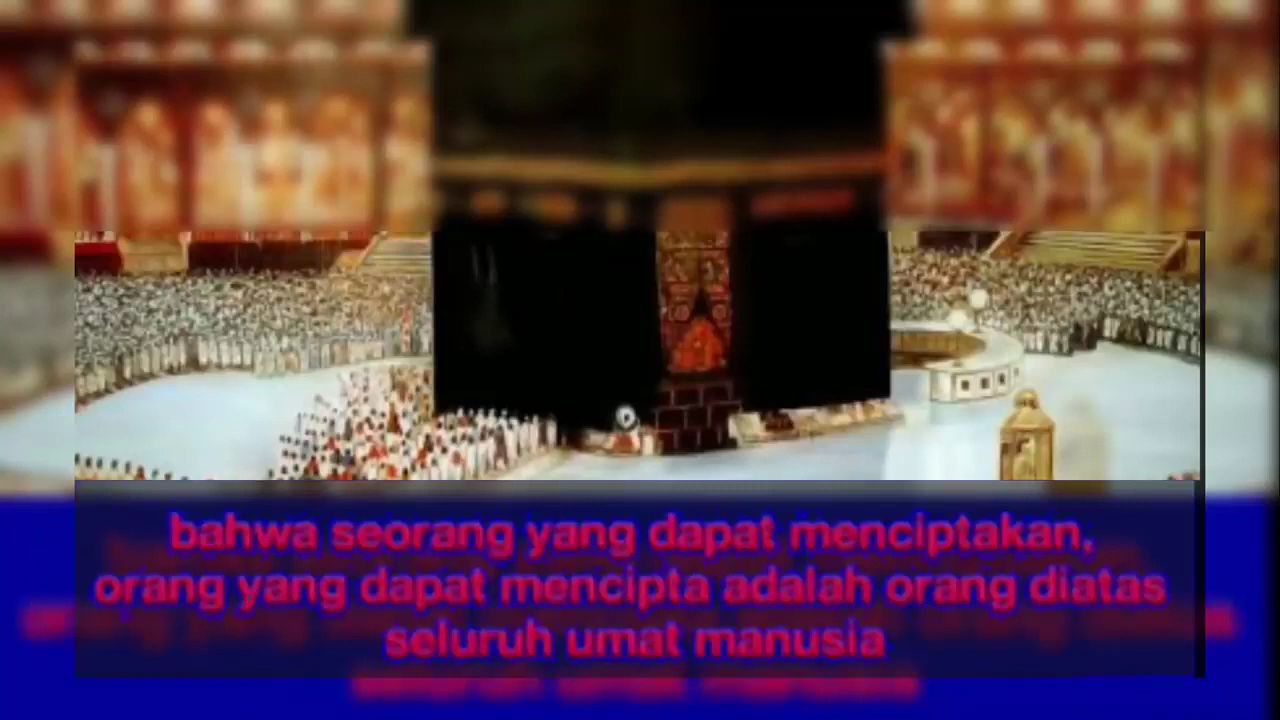 bahwa seorang yang dapat menciptakan,
orang yang dapat mencipta adalah orang diatas
seluruh umat manusia